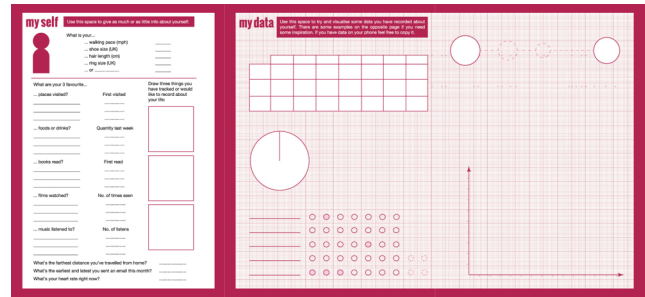 my self
Use this space to give as much or as little info about yourself.
What is your...
... walking pace (mph)
... shoe size (UK)
... hair length (cm)
... ring size (UK)
... or
What are your 3 favourite...
... places visited?
First visited
... foods or drinks?
Quantity last week
... books read?
First read
... films watched?
No. of times seen
... music listened to?
No. of listens
Draw three things you
have tracked or would
like to record about
your life:
What's the farthest distance you've travelled from home?
What's the earliest and latest you sent an email this month?
What's your heart rate right now?
my data
Use this space to try and visualise some data you have recorded about
yourself. There are some examples on the opposite page if you need
some inspiration. If you have data on your phone feel free to copy it.